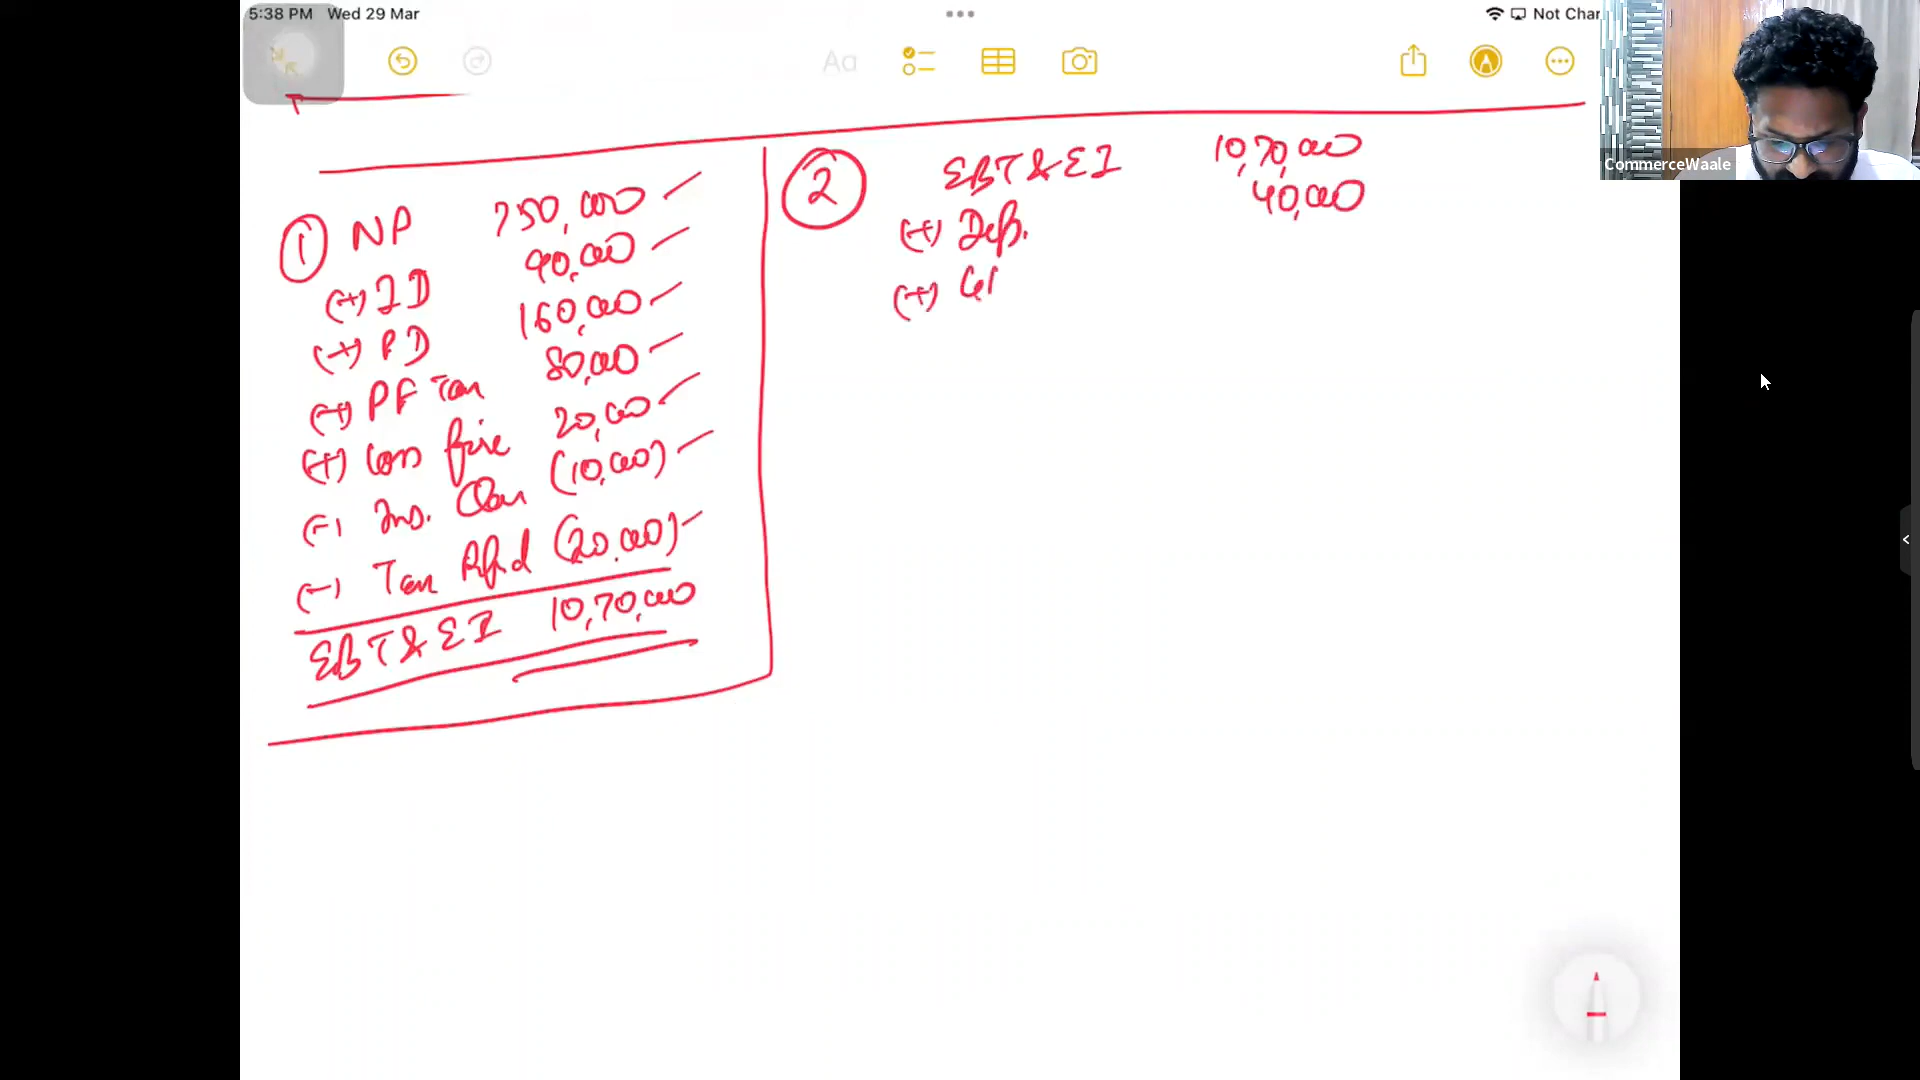 5:38 PM Wed 29 Mar
Not Char
Aa
CommerceWaale
① NP 750,000
(+) ID 90,000
(+) PD 160,000
(+) PF Tax 80,000
(+) Loss fire 20,000
(-) Ins. Claim (10,000)
(-) Tax Rfnd (20,000)
EBT & EI 10,70,000
② EBT & EI 10,70,000
(+) Dep. 40,000
(+)